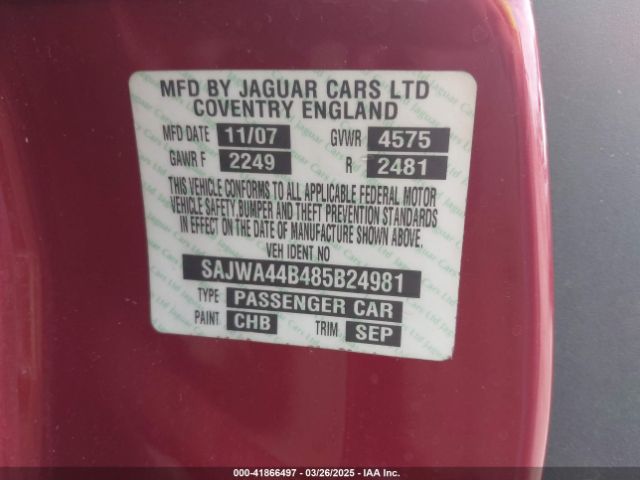 MFD BY JAGUAR CARS LTD
COVENTRY ENGLAND
MFD DATE 11/07 GVWR 4575
GAWR F 2249 R 2481
THIS VEHICLE CONFORMS TO ALL APPLICABLE FEDERAL MOTOR
VEHICLE SAFETY, BUMPER AND THEFT PREVENTION STANDARDS
IN EFFECT ON THE DATE OF MANUFACTURE SHOWN ABOVE.
VEH IDENT NO
SAJWA44B485B24981
TYPE PASSENGER CAR
PAINT CHB TRIM SEP
000-41866497 - 03/26/2025 - IAA Inc.